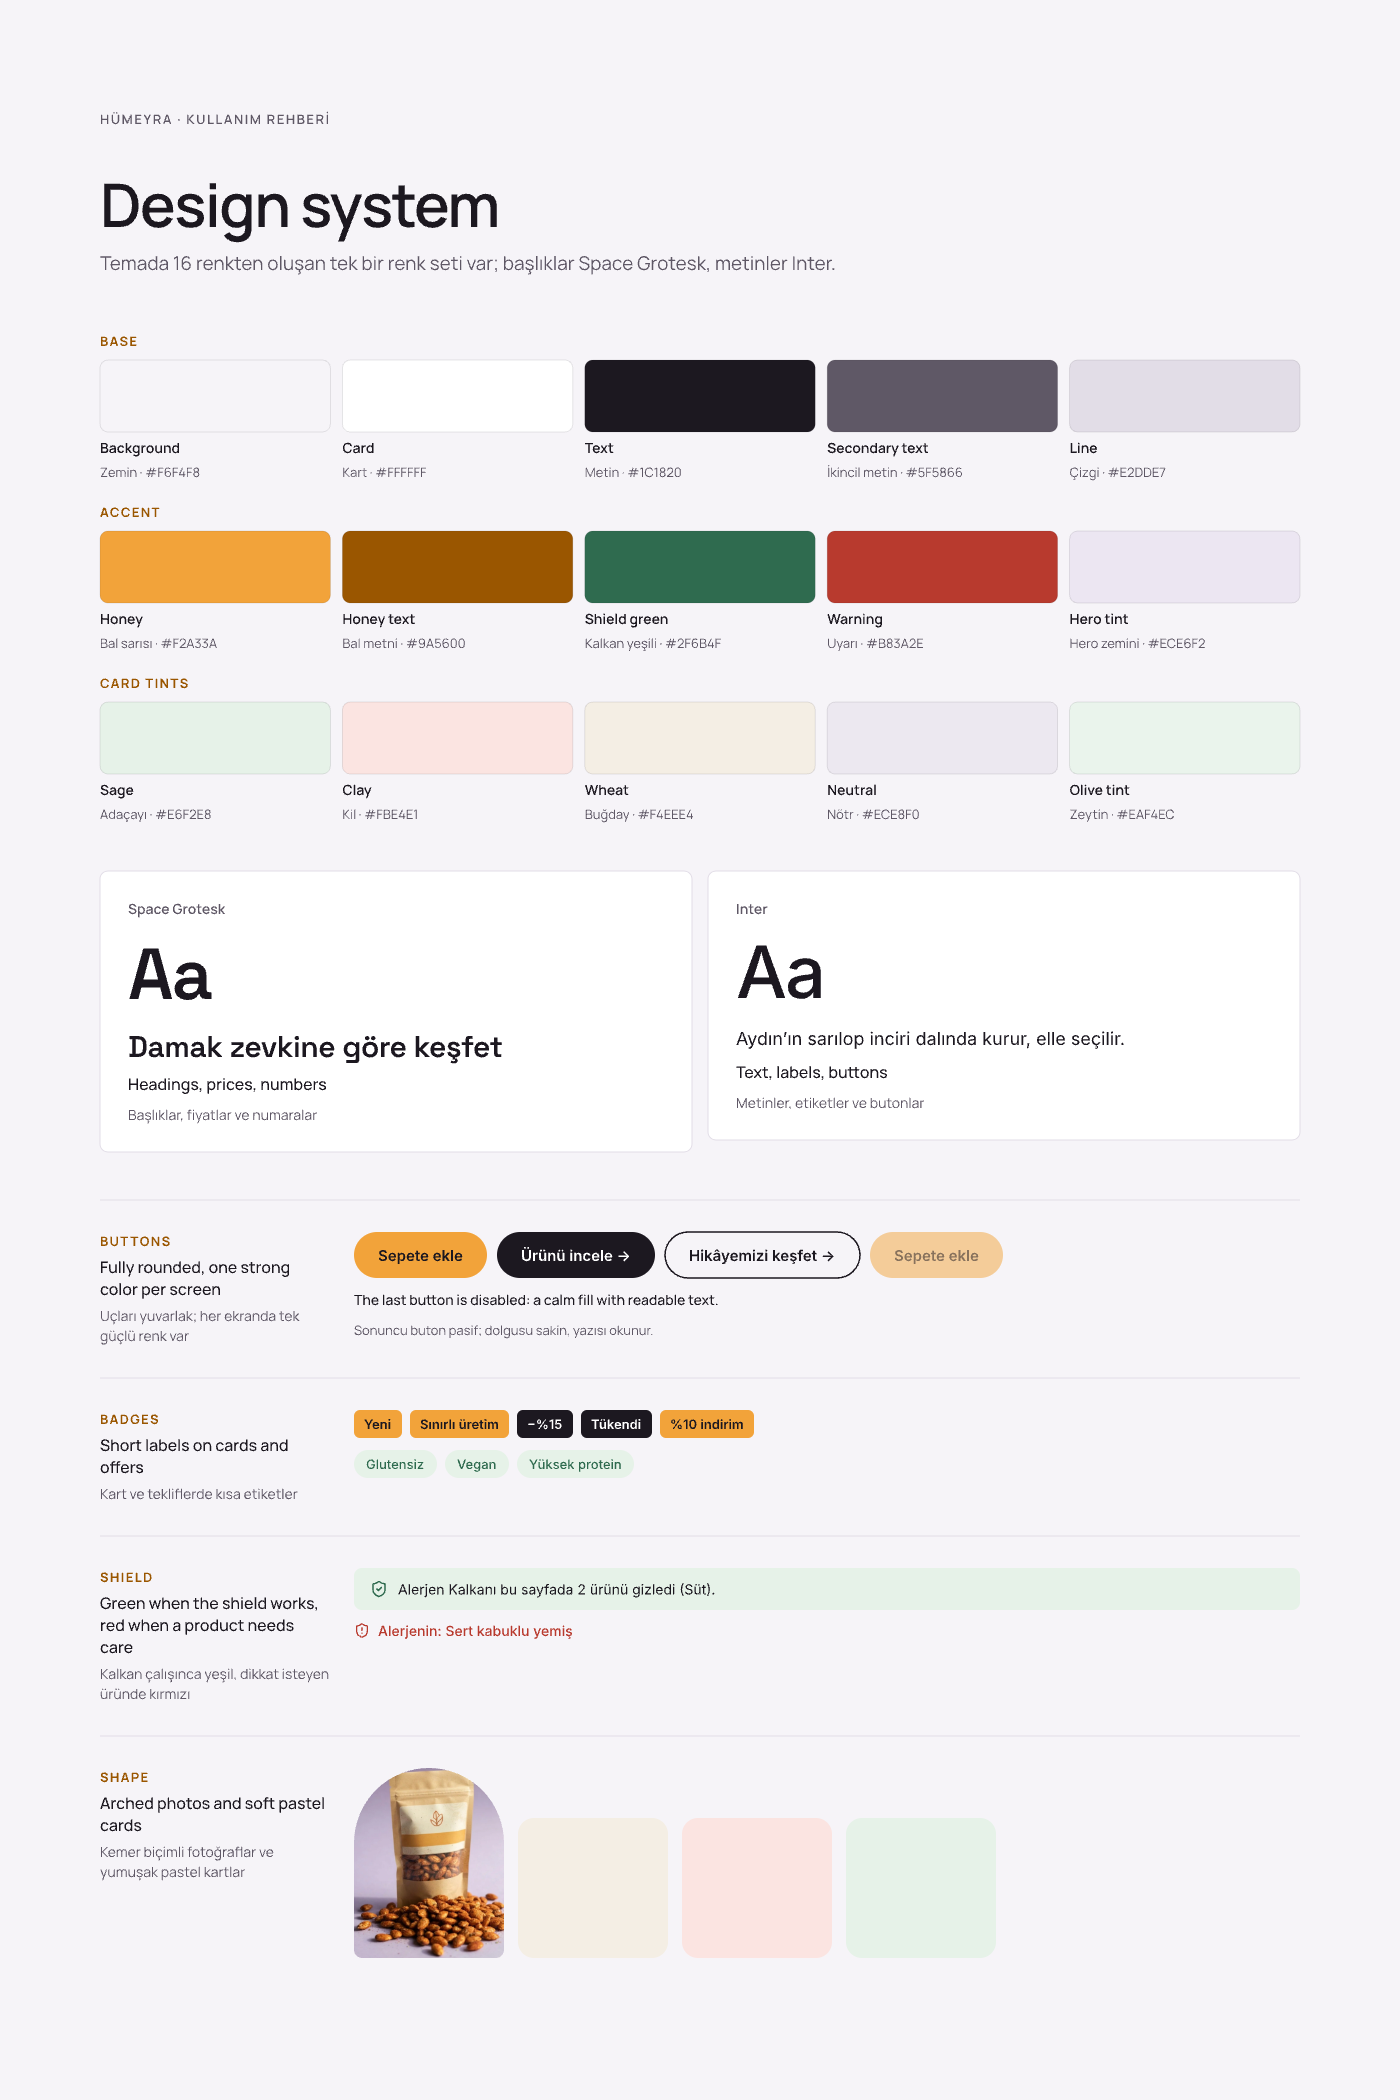 HÜMEYRA · KULLANIM REHBERİ
Design system
Temada 16 renkten oluşan tek bir renk seti var; başlıklar Space Grotesk, metinler Inter.
BASE
Background
Zemin · #F6F4F8
Card
Kart · #FFFFFF
Text
Metin · #1C1820
Secondary text
İkincil metin · #5F5866
Line
Çizgi · #E2DDE7
ACCENT
Honey
Bal sarısı · #F2A33A
Honey text
Bal metni · #9A5600
Shield green
Kalkan yeşili · #2F6B4F
Warning
Uyarı · #B83A2E
Hero tint
Hero zemini · #ECE6F2
CARD TINTS
Sage
Adaçayı · #E6F2E8
Clay
Kil · #FBE4E1
Wheat
Buğday · #F4EEE4
Neutral
Nötr · #ECE8F0
Olive tint
Zeytin · #EAF4EC
Space Grotesk
Aa
Damak zevkine göre keşfet
Headings, prices, numbers
Başlıklar, fiyatlar ve numaralar
Inter
Aa
Aydın’ın sarılop inciri dalında kurur, elle seçilir.
Text, labels, buttons
Metinler, etiketler ve butonlar
BUTTONS
Fully rounded, one strong
color per screen
Uçları yuvarlak; her ekranda tek
güçlü renk var
Sepete ekle
Ürünü incele →
Hikâyemizi keşfet →
Sepete ekle
The last button is disabled: a calm fill with readable text.
Sonuncu buton pasif; dolgusu sakin, yazısı okunur.
BADGES
Short labels on cards and
offers
Kart ve tekliflerde kısa etiketler
Yeni
Sınırlı üretim
−%15
Tükendi
%10 indirim
Glutensiz
Vegan
Yüksek protein
SHIELD
Green when the shield works,
red when a product needs
care
Kalkan çalışınca yeşil, dikkat isteyen
üründe kırmızı
Alerjen Kalkanı bu sayfada 2 ürünü gizledi (Süt).
Alerjenin: Sert kabuklu yemiş
SHAPE
Arched photos and soft pastel
cards
Kemer biçimli fotoğraflar ve
yumuşak pastel kartlar